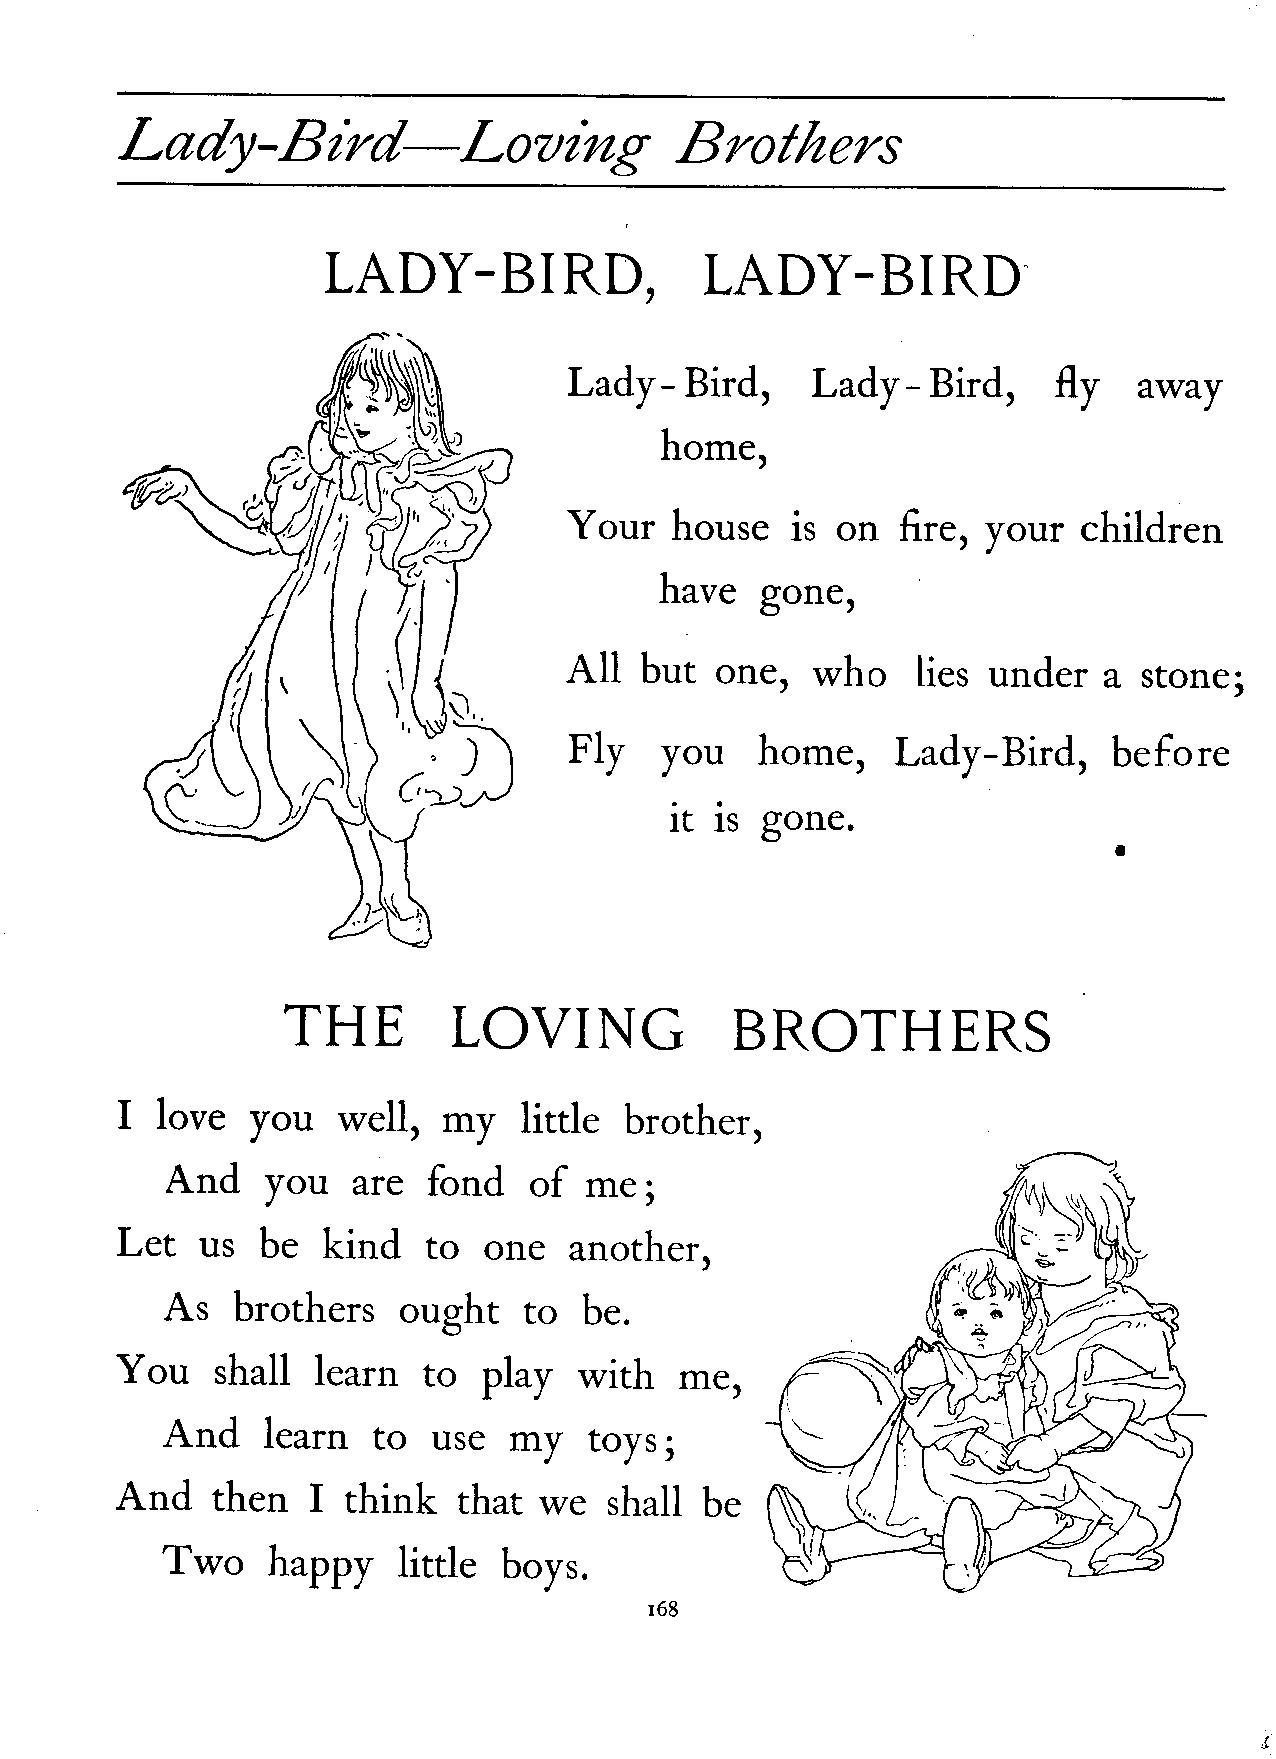 Lady-Bird—Loving Brothers
LADY-BIRD, LADY-BIRD
Lady-Bird, Lady-Bird, fly away
home,
Your house is on fire, your children
have gone,
All but one, who lies under a stone;
Fly you home, Lady-Bird, before
it is gone.
THE LOVING BROTHERS
I love you well, my little brother,
And you are fond of me;
Let us be kind to one another,
As brothers ought to be.
You shall learn to play with me,
And learn to use my toys;
And then I think that we shall be
Two happy little boys.
168